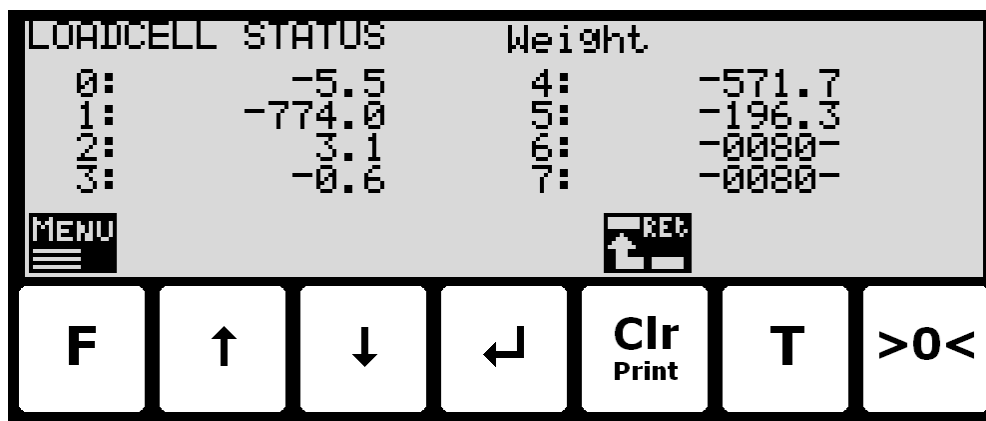 LOADCELL STATUS Weight
0: -5.5 4: -571.7
1: -774.0 5: -196.3
2: 3.1 6: -0080-
3: -0.6 7: -0080-
MENU REt
F ↑ ↓ ↵ Clr T >0<
Print